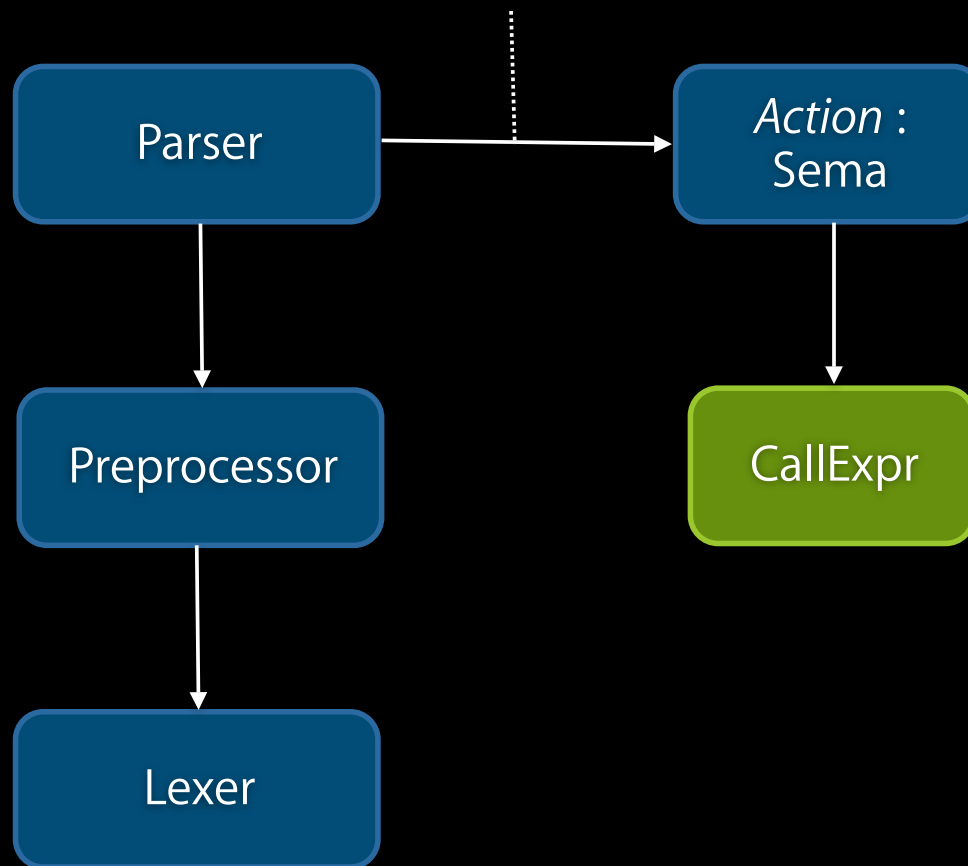 Parser
Action :
Sema
Preprocessor
CallExpr
Lexer